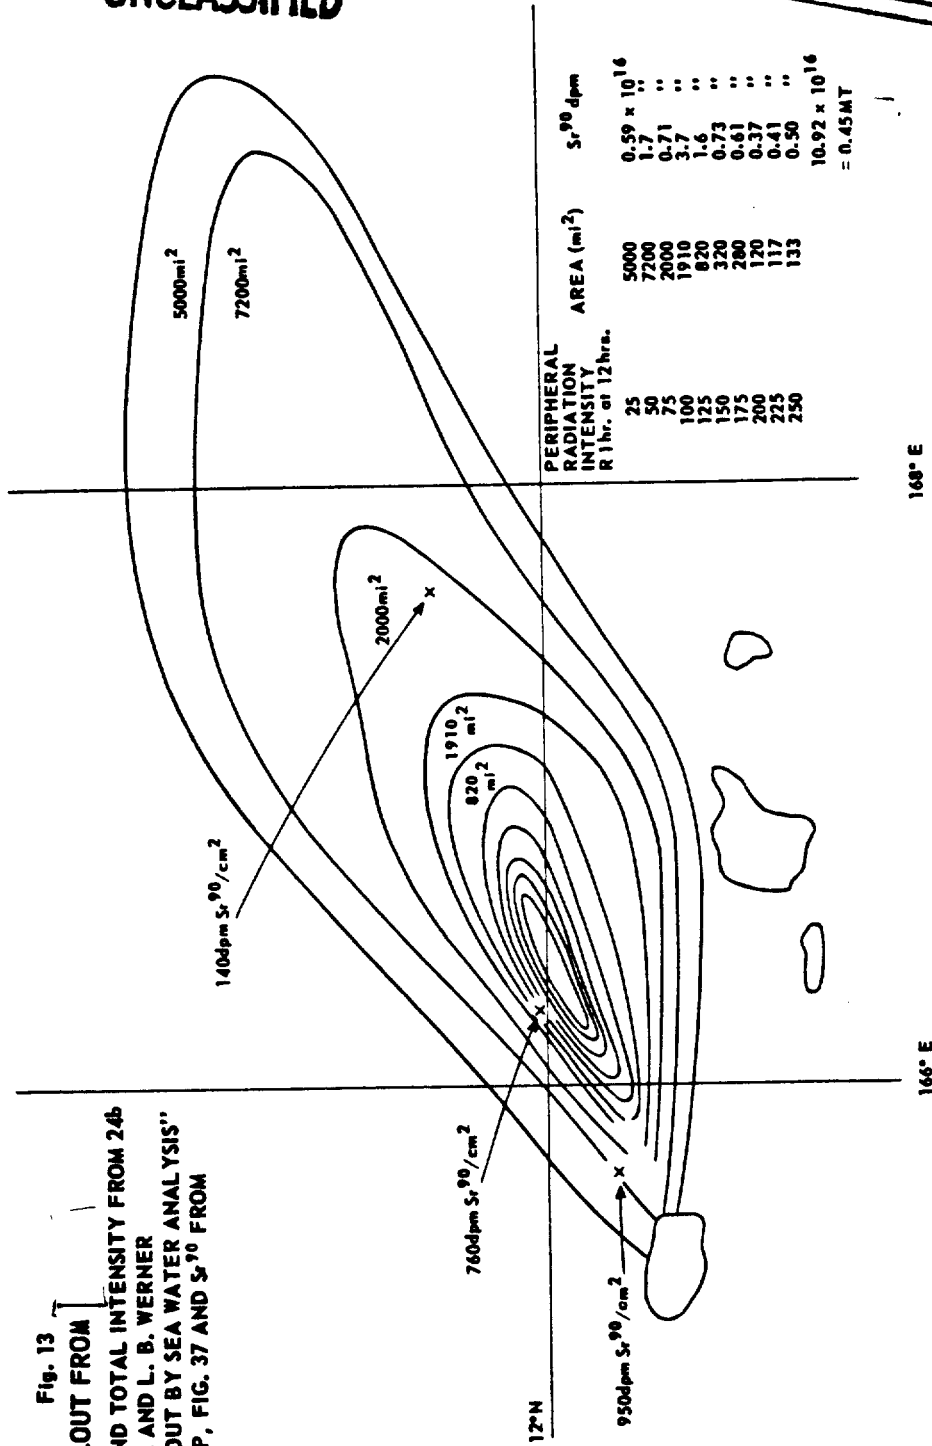 UNCLASSIFIED
Fig. 13
OUT FROM
ND TOTAL INTENSITY FROM 24b
AND L. B. WERNER
OUT BY SEA WATER ANALYSIS"
P, FIG. 37 AND Sr90 FROM
5000mi2
7200mi2
2000mi2
1910 mi2
820 mi2
140dpm Sr90/cm2
760dpm Sr90/cm2
950dpm Sr90/cm2
12°N
166° E
168° E
PERIPHERAL
RADIATION
INTENSITY
R 1hr. at 12hrs. AREA (mi2) Sr90 dpm
25 5000 0.59 x 10^16
50 7200 1.7 "
75 2000 0.71 "
100 1910 3.7 "
125 820 1.6 "
150 320 0.73 "
175 280 0.61 "
200 120 0.37 "
225 117 0.41 "
250 133 0.50 "
10.92 x 10^16
= 0.45MT